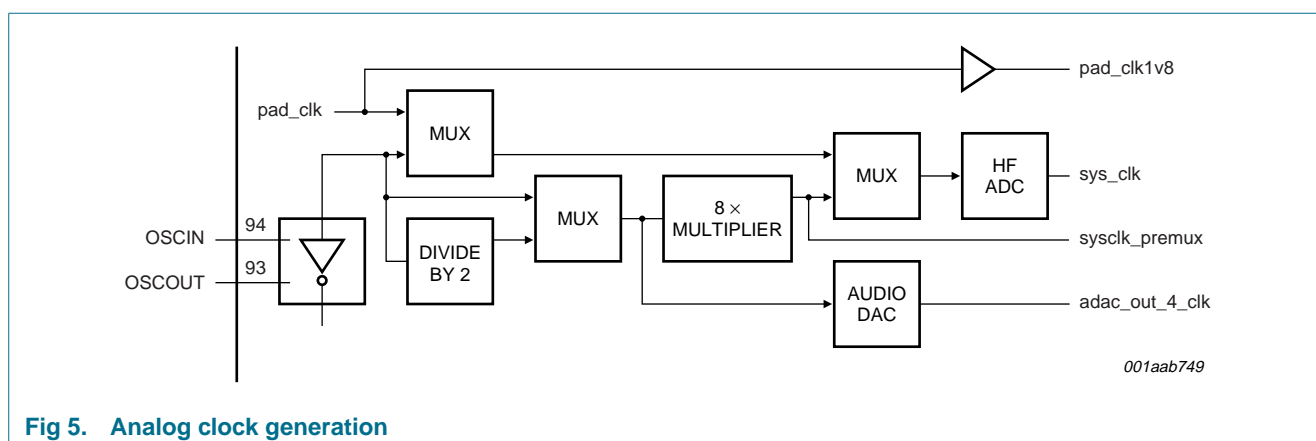 pad_clk1v8
pad_clk
MUX
MUX
HF
ADC
sys_clk
MUX
8 ×
MULTIPLIER
OSCIN
94
DIVIDE
BY 2
sysclk_premux
OSCOUT
93
AUDIO
DAC
adac_out_4_clk
001aab749
Fig 5. Analog clock generation